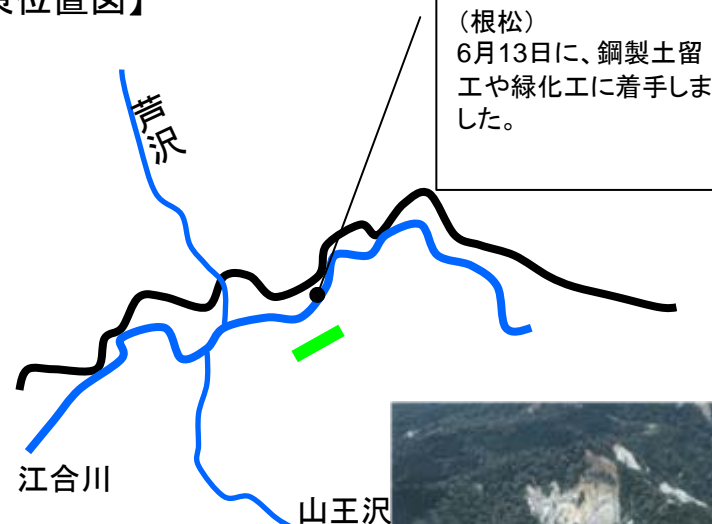 位置図】
(根松)
6月13日に、鋼製土留
工や緑化工に着手しま
した。
芦沢
江合川
山王沢